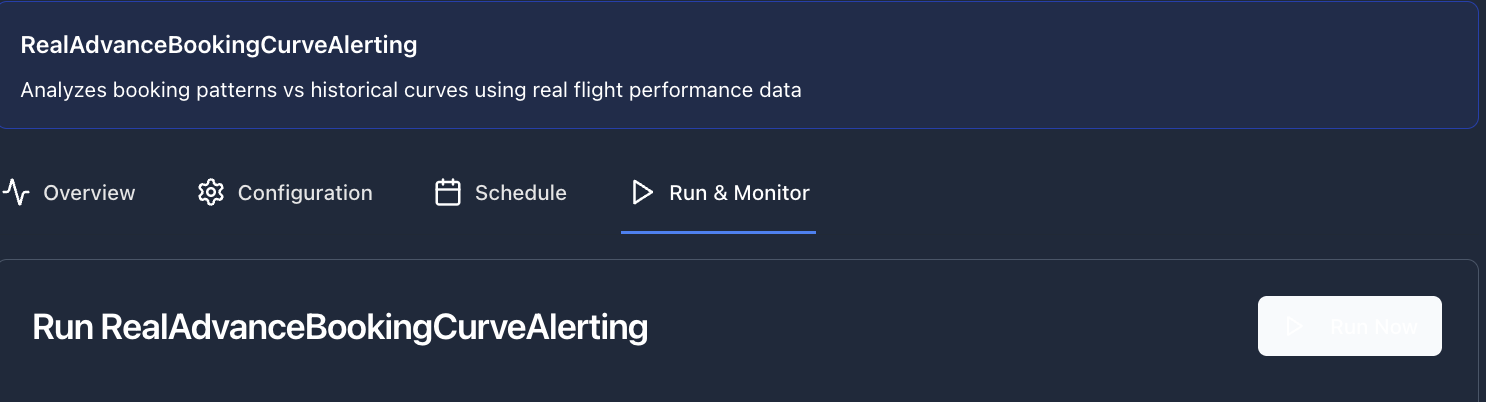 RealAdvanceBookingCurveAlerting
Analyzes booking patterns vs historical curves using real flight performance data
Overview
Configuration
Schedule
Run & Monitor
Run RealAdvanceBookingCurveAlerting
Run Now